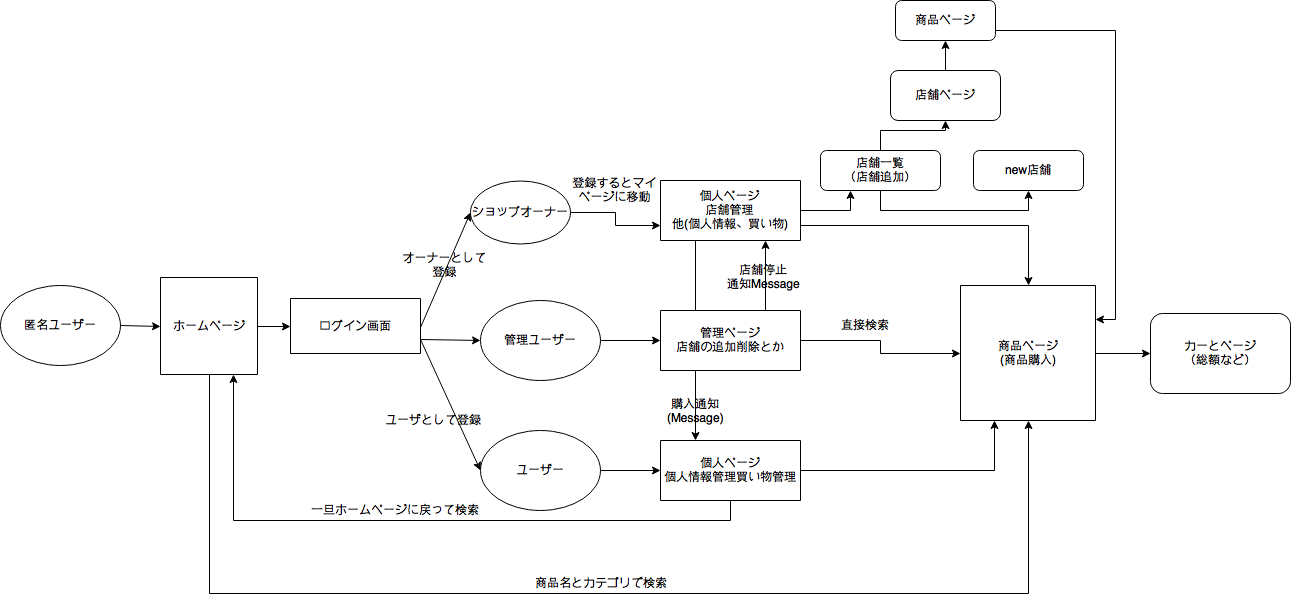 商品ページ
店舗ページ
店舗一覧
（店舗追加）
new店舗
登録するとマイ
ページに移動
個人ページ
店舗管理
他(個人情報、買い物)
ショップオーナー
オーナーとして
登録
店舗停止
通知Message
匿名ユーザー
ホームページ
ログイン画面
管理ユーザー
管理ページ
店舗の追加削除とか
直接検索
商品ページ
(商品購入)
カーとページ
（総額など）
購入通知
(Message)
ユーザとして登録
ユーザー
個人ページ
個人情報管理買い物管理
一旦ホームページに戻って検索
商品名とカテゴリで検索